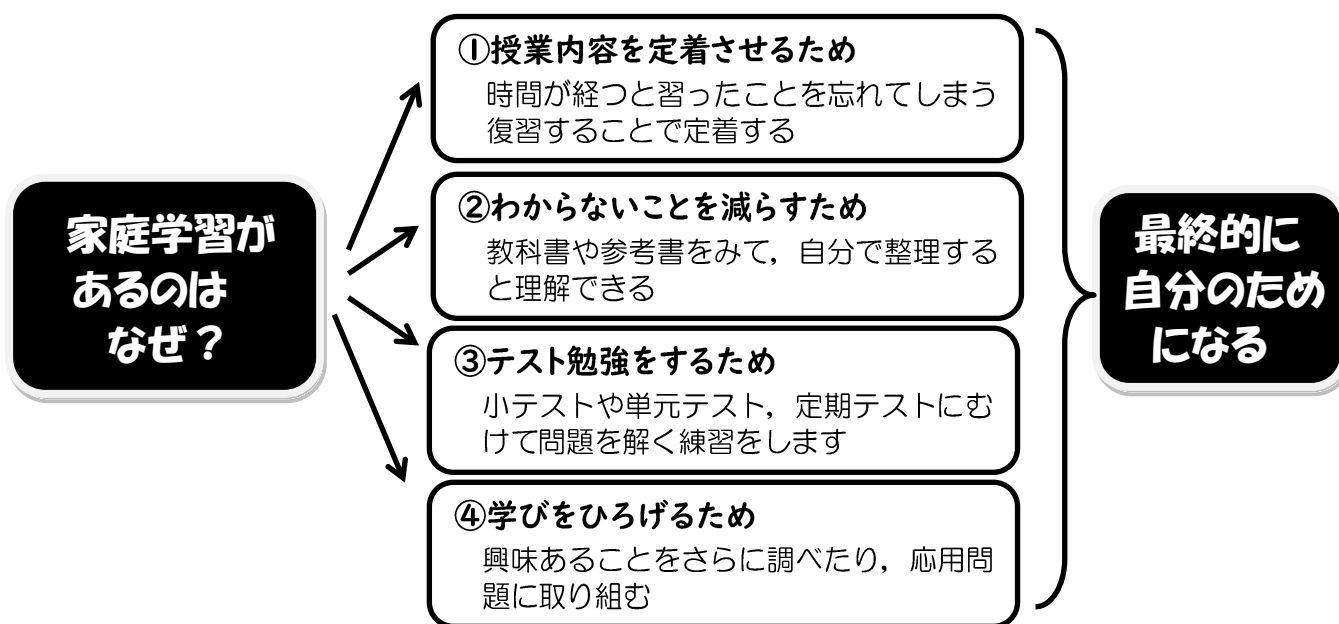 家庭学習が
あるのは
なぜ？
①授業内容を定着させるため
時間が経つと習ったことを忘れてしまう
復習することで定着する
②わからないことを減らすため
教科書や参考書をみて，自分で整理する
と理解できる
③テスト勉強をするため
小テストや単元テスト，定期テストにむ
けて問題を解く練習をします
④学びをひろげるため
興味あることをさらに調べたり，応用問
題に取り組む
最終的に
自分のため
になる